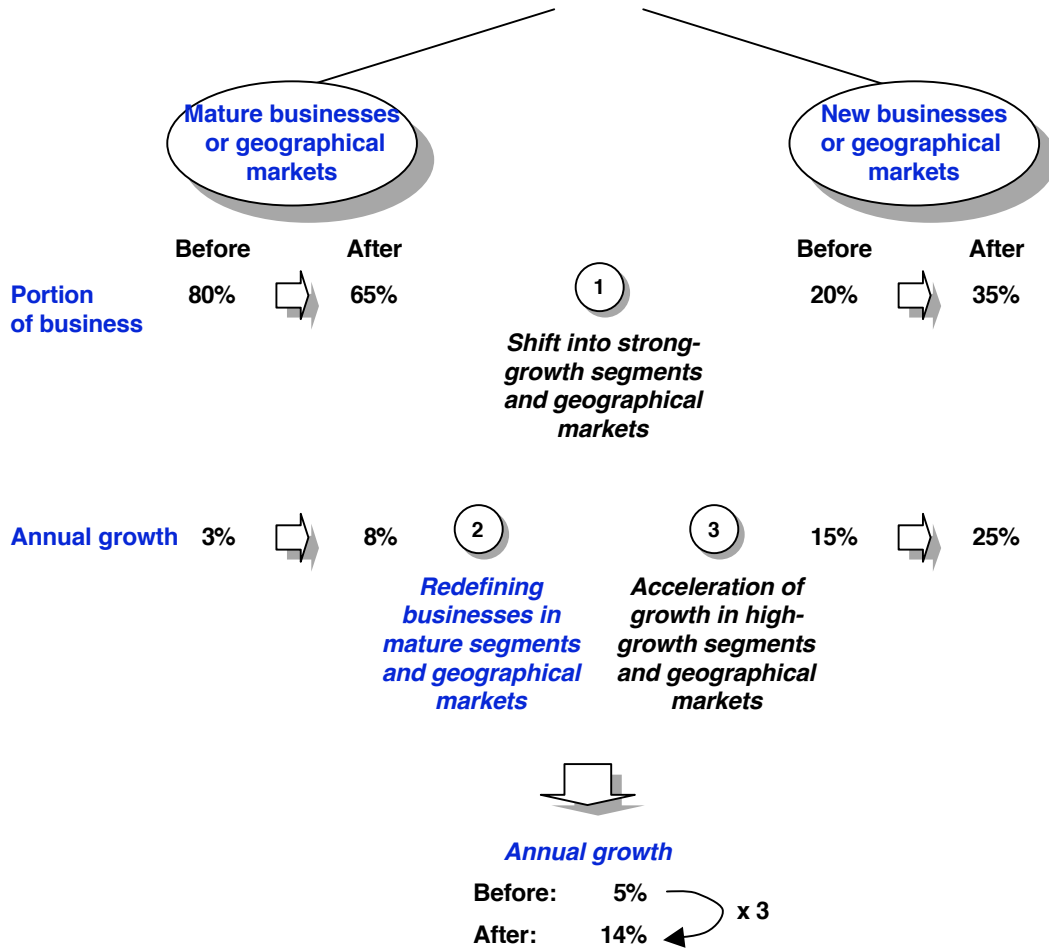 Mature businesses
or geographical
markets
New businesses
or geographical
markets
Before
After
Before
After
Portion
of business
80%
65%
1
20%
35%
Shift into strong-
growth segments
and geographical
markets
Annual growth
3%
8%
2
3
15%
25%
Redefining
businesses in
mature segments
and geographical
markets
Acceleration of
growth in high-
growth segments
and geographical
markets
Annual growth
Before: 5%
x 3
After: 14%